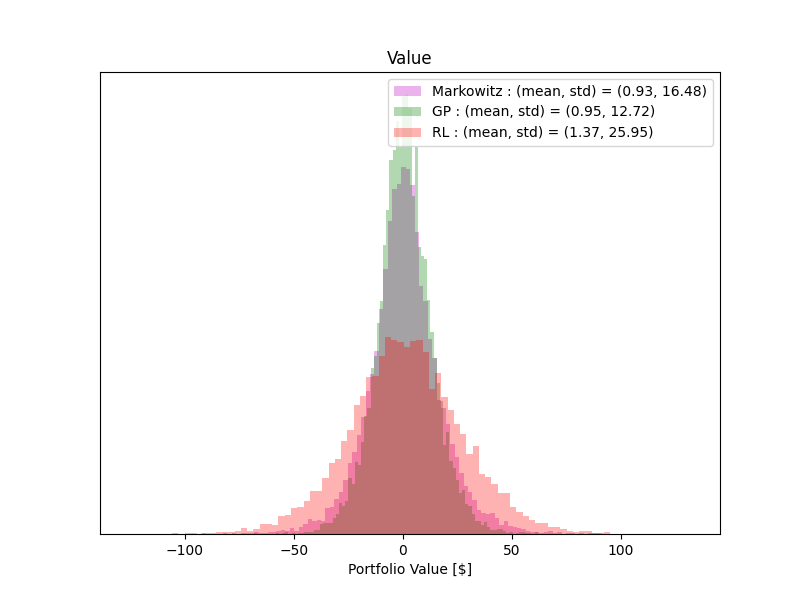 Value
Markowitz : (mean, std) = (0.93, 16.48)
GP : (mean, std) = (0.95, 12.72)
RL : (mean, std) = (1.37, 25.95)
−100 −50 0 50 100
Portfolio Value [$]